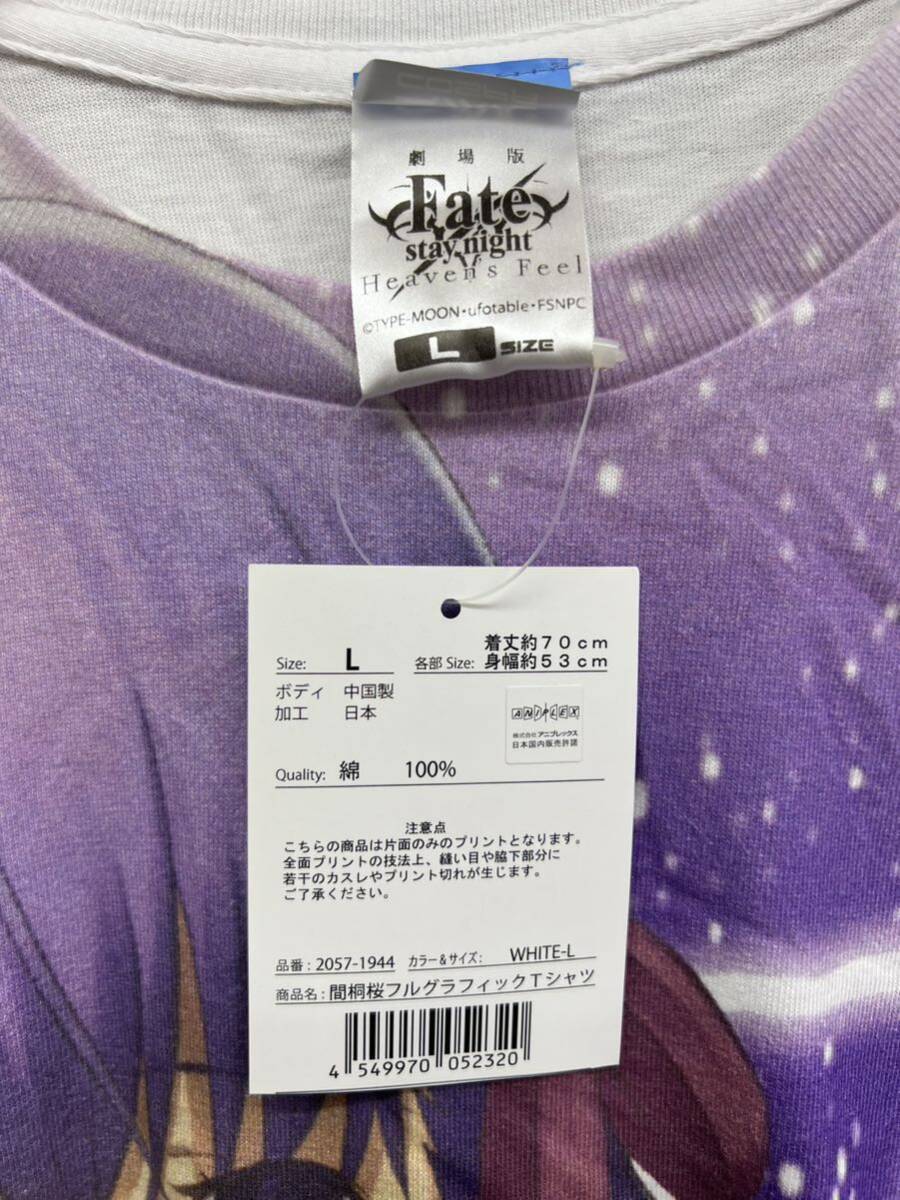 劇場版
Fate
stay night
Heaven's Feel
©TYPE-MOON・ufotable・FSNPC
L SIZE
Size: L 各部 Size: 着丈約70cm
身幅約53cm
ボディ 中国製
加工 日本
ANIPLEX
株式会社アニプレックス
日本国内販売許諾
Quality: 綿 100%
注意点
こちらの商品は片面のみのプリントとなります。
全面プリントの技法上、縫い目や脇下部分に
若干のカスレやプリント切れが生じます。
ご了承ください。
品番：2057-1944 カラー＆サイズ： WHITE-L
商品名：間桐桜フルグラフィックTシャツ
4 549970 052320